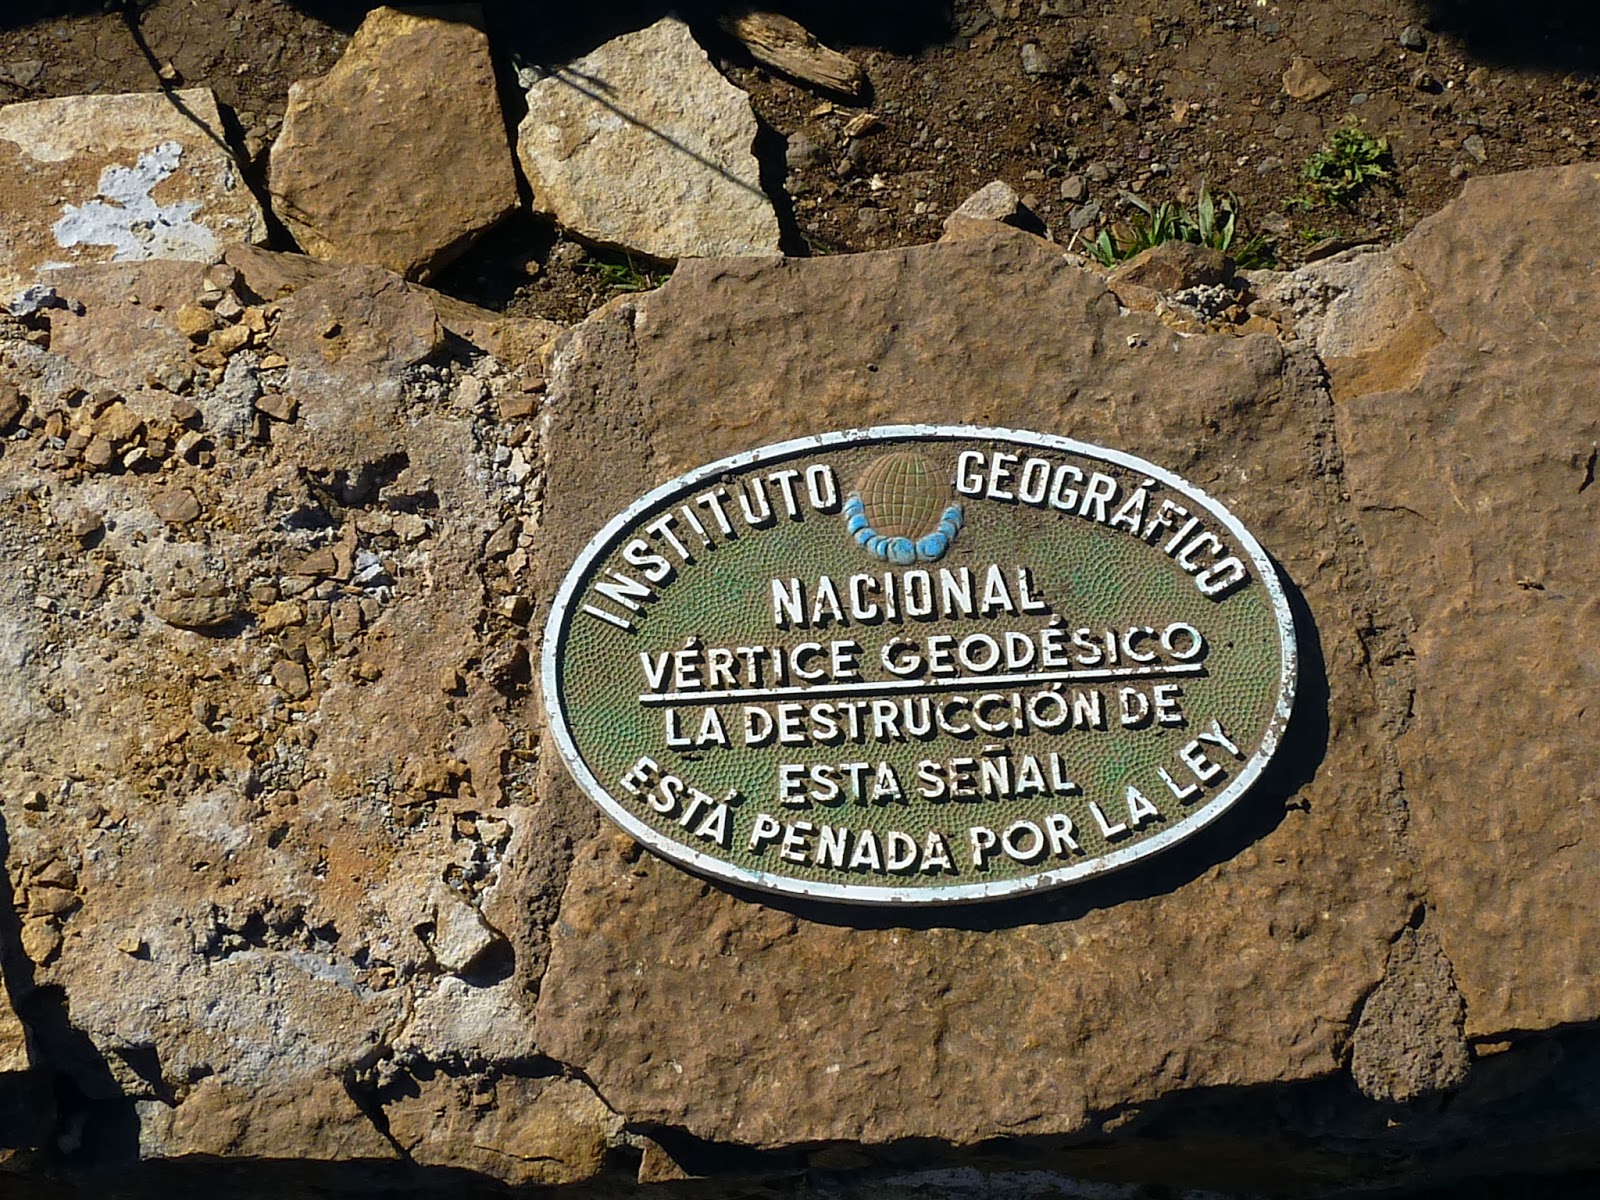 INSTITUTO GEOGRÁFICO
NACIONAL
VÉRTICE GEODÉSICO
LA DESTRUCCIÓN DE
ESTA SEÑAL
ESTÁ PENADA POR LA LEY